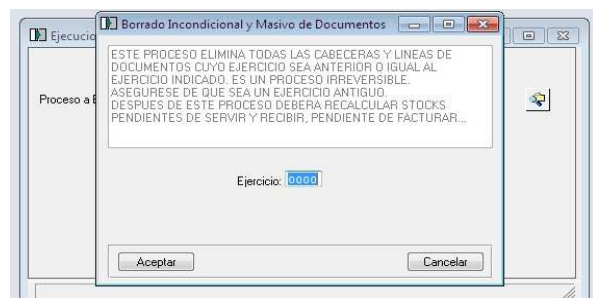 Borrado Incondicional y Masivo de Documentos
Ejecucio
ESTE PROCESO ELIMINA TODAS LAS CABECERAS Y LINEAS DE
DOCUMENTOS CUYO EJERCICIO SEA ANTERIOR O IGUAL AL
EJERCICIO INDICADO. ES UN PROCESO IRREVERSIBLE.
ASEGURESE DE QUE SEA UN EJERCICIO ANTIGUO.
DESPUES DE ESTE PROCESO DEBERA RECALCULAR STOCKS
PENDIENTES DE SERVIR Y RECIBIR, PENDIENTE DE FACTURAR...
Proceso a E
Ejercicio: 0000
Aceptar Cancelar